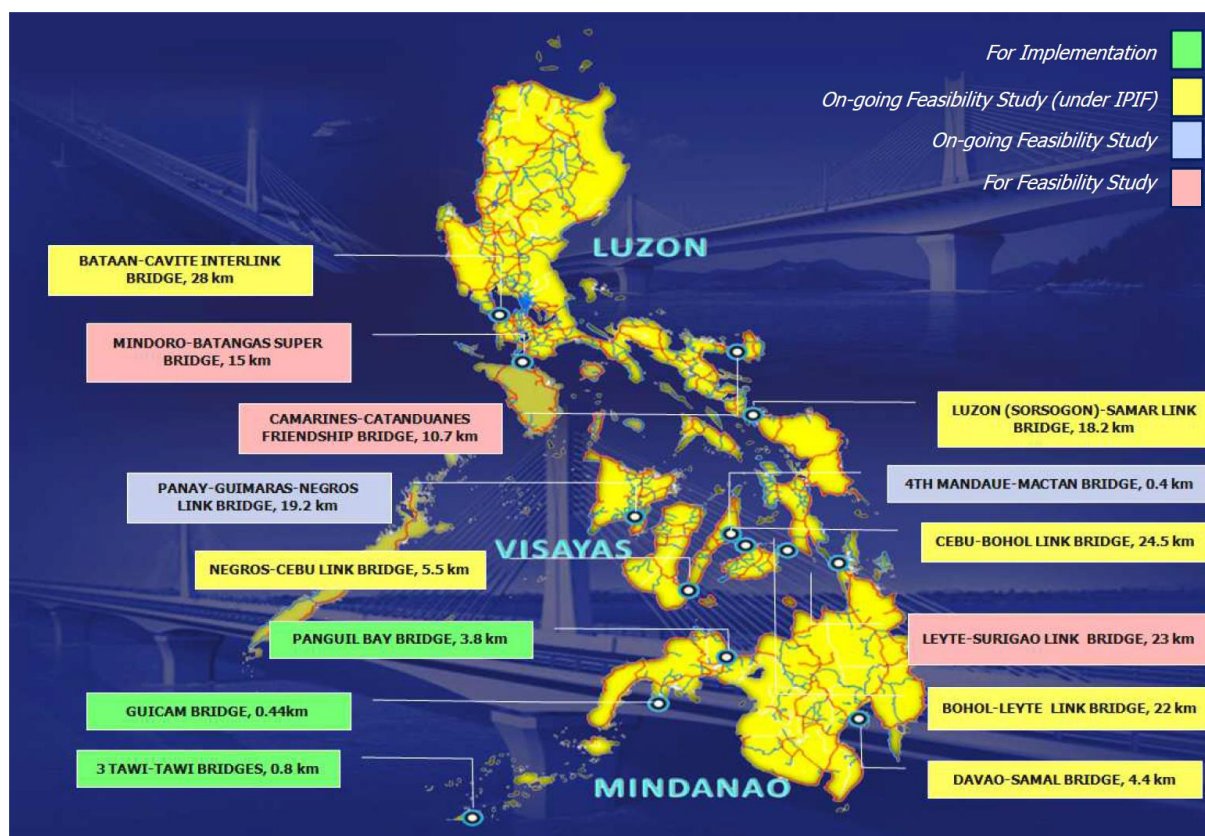 For Implementation
On-going Feasibility Study (under IPIF)
On-going Feasibility Study
For Feasibility Study
LUZON
BATAAN-CAVITE INTERLINK
BRIDGE, 28 km
MINDORO-BATANGAS SUPER
BRIDGE, 15 km
CAMARINES-CATANDUANES
FRIENDSHIP BRIDGE, 10.7 km
LUZON (SORSOGON)-SAMAR LINK
BRIDGE, 18.2 km
PANAY-GUIMARAS-NEGROS
LINK BRIDGE, 19.2 km
4TH MANDAUE-MACTAN BRIDGE, 0.4 km
VISAYAS
CEBU-BOHOL LINK BRIDGE, 24.5 km
NEGROS-CEBU LINK BRIDGE, 5.5 km
PANGUIL BAY BRIDGE, 3.8 km
LEYTE-SURIGAO LINK BRIDGE, 23 km
GUICAM BRIDGE, 0.44km
BOHOL-LEYTE LINK BRIDGE, 22 km
3 TAWI-TAWI BRIDGES, 0.8 km
MINDANAO
DAVAO-SAMAL BRIDGE, 4.4 km